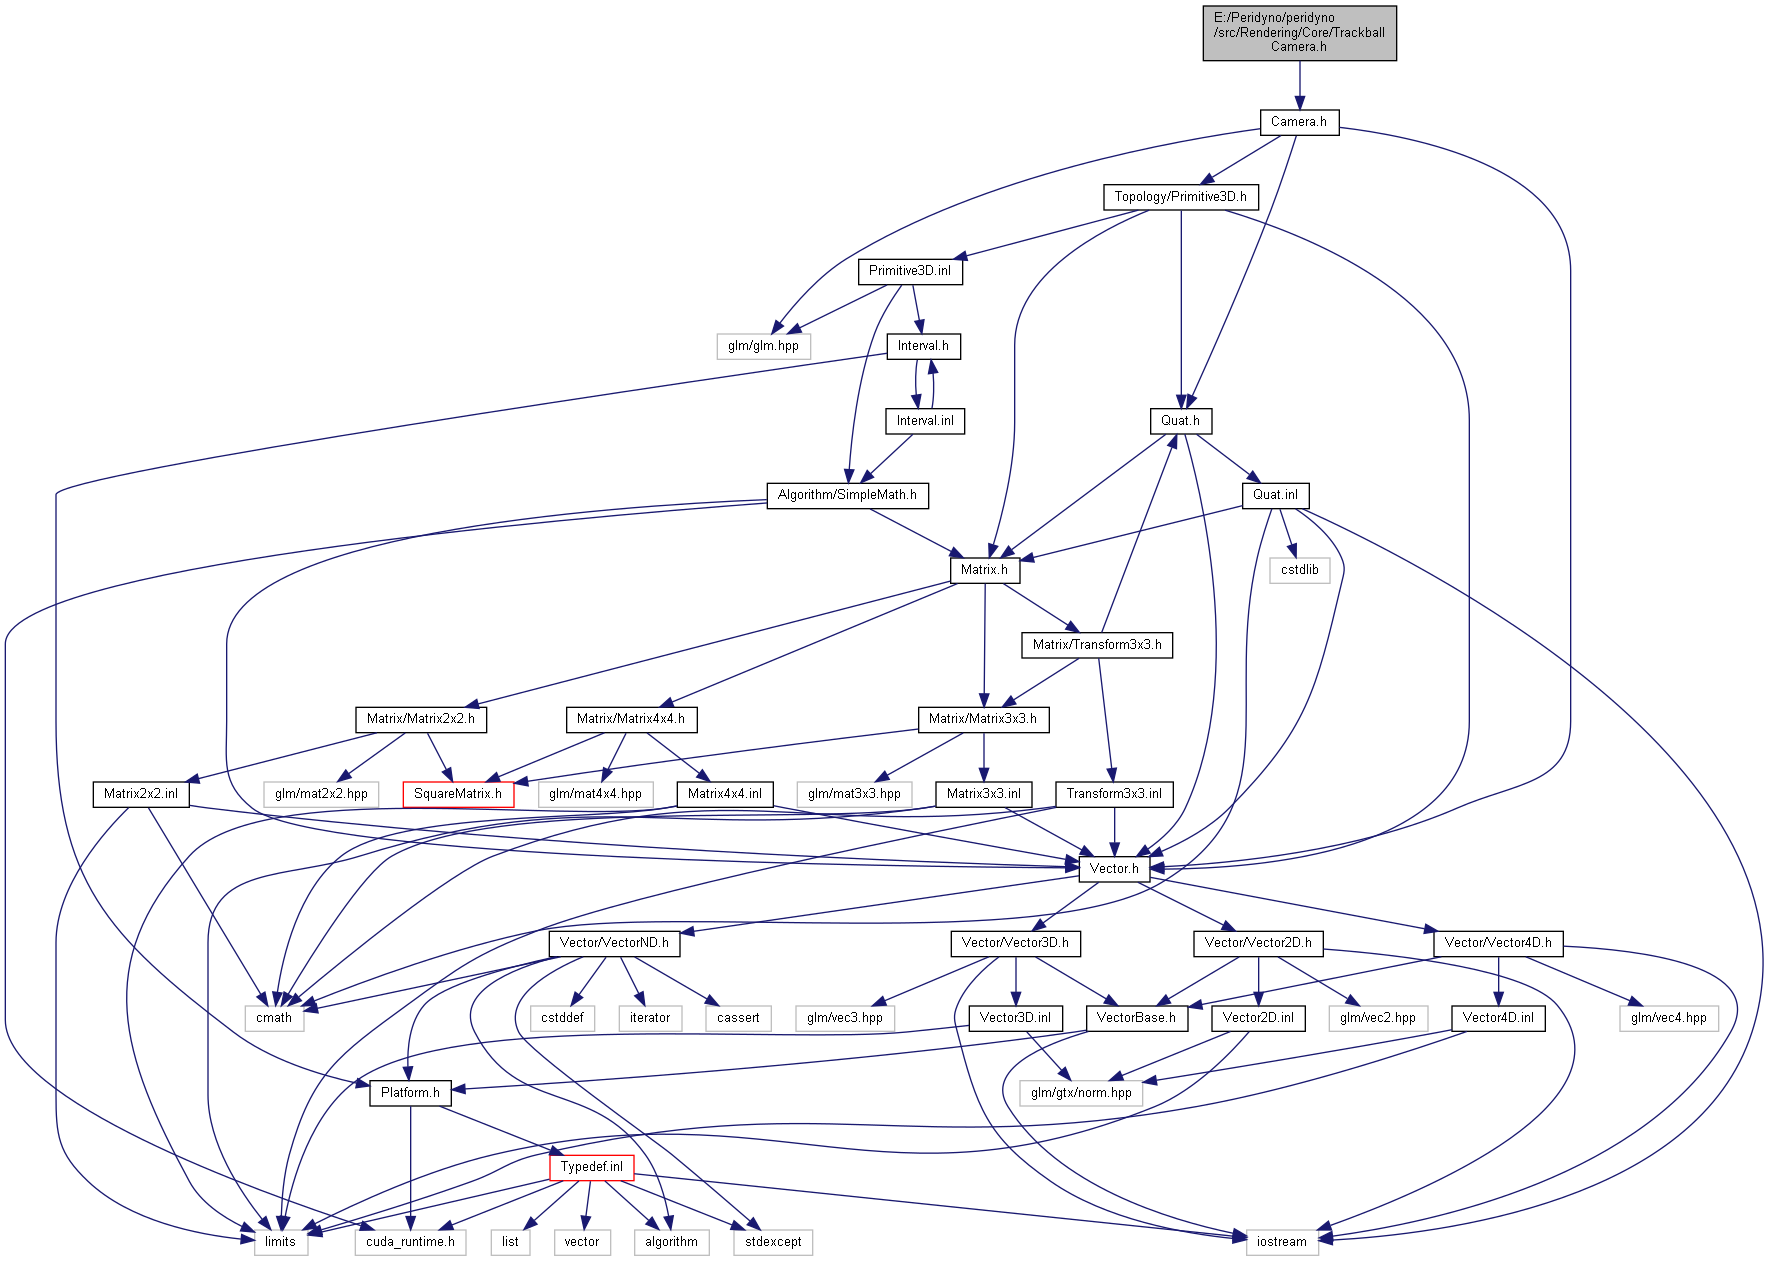 E:/Peridyno/peridyno
/src/Rendering/Core/Trackball
Camera.h
Camera.h
Topology/Primitive3D.h
Primitive3D.inl
glm/glm.hpp
Interval.h
Interval.inl
Quat.h
Algorithm/SimpleMath.h
Quat.inl
Matrix.h
cstdlib
Matrix/Transform3x3.h
Matrix/Matrix2x2.h
Matrix/Matrix4x4.h
Matrix/Matrix3x3.h
Matrix2x2.inl
glm/mat2x2.hpp
SquareMatrix.h
glm/mat4x4.hpp
Matrix4x4.inl
glm/mat3x3.hpp
Matrix3x3.inl
Transform3x3.inl
Vector.h
Vector/VectorND.h
Vector/Vector3D.h
Vector/Vector2D.h
Vector/Vector4D.h
cmath
cstddef
iterator
cassert
glm/vec3.hpp
Vector3D.inl
VectorBase.h
Vector2D.inl
glm/vec2.hpp
Vector4D.inl
glm/vec4.hpp
Platform.h
glm/gtx/norm.hpp
Typedef.inl
limits
cuda_runtime.h
list
vector
algorithm
stdexcept
iostream